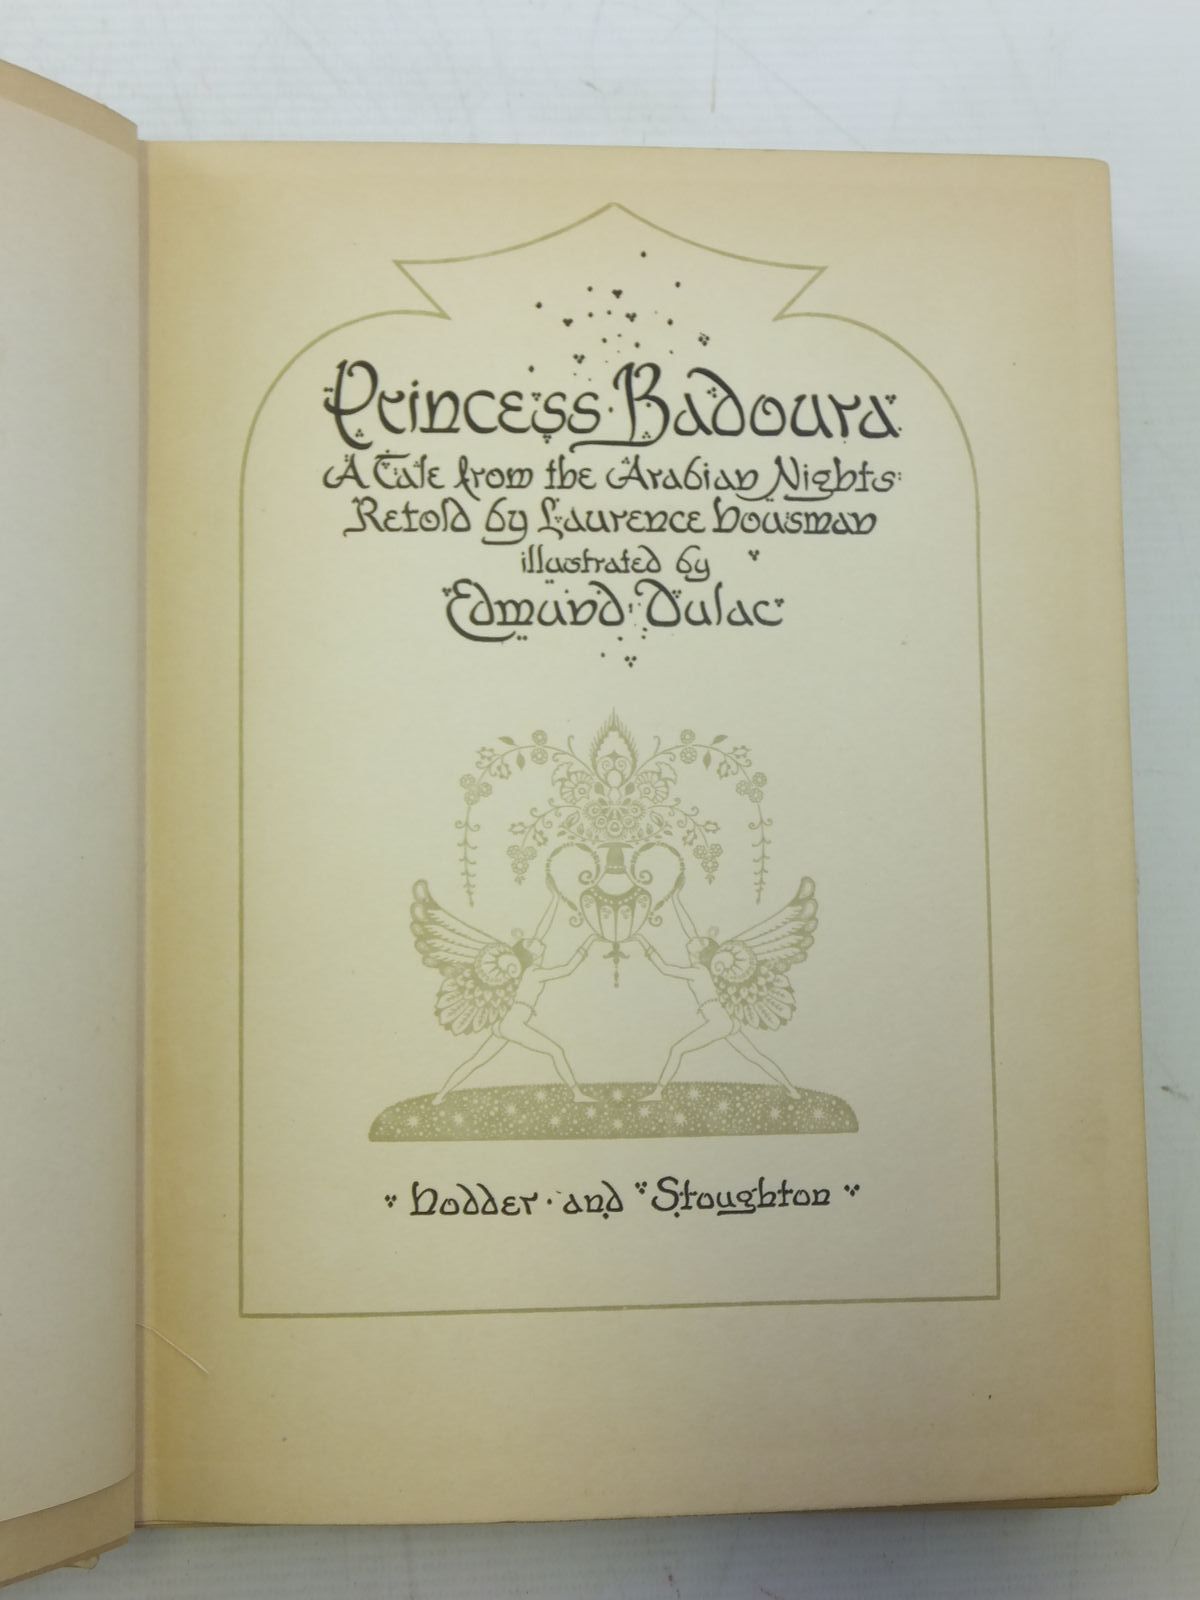 Princess Badoura
A Tale from the Arabian Nights
Retold by Laurence Housman
illustrated by
Edmund Dulac
Hodder and Stoughton